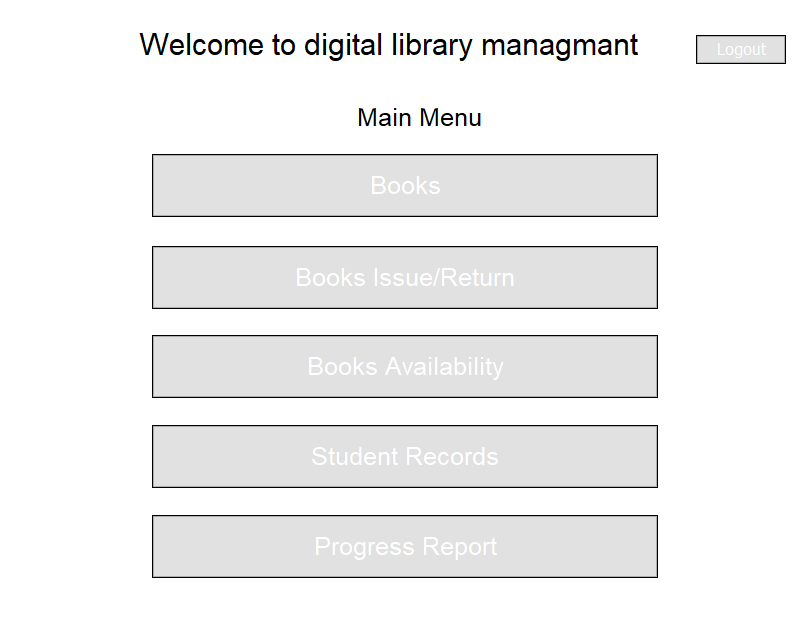 Welcome to digital library managmant
Logout
Main Menu
Books
Books Issue/Return
Books Availability
Student Records
Progress Report